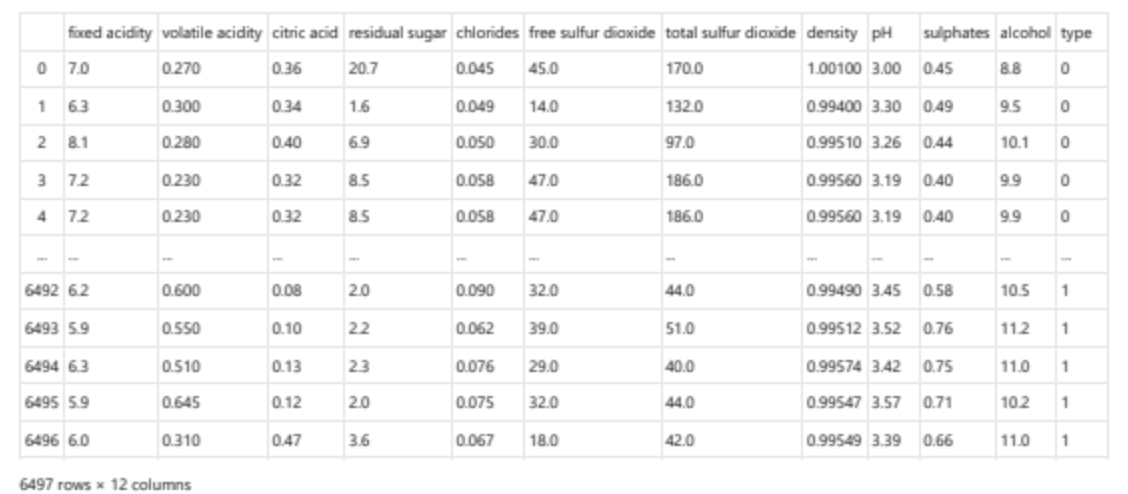 fixed acidity volatile acidity citric acid residual sugar chlorides free sulfur dioxide total sulfur dioxide density pH sulphates alcohol type
0 7.0 0.270 0.36 20.7 0.045 45.0 170.0 1.00100 3.00 0.45 8.8 0
1 6.3 0.300 0.34 1.6 0.049 14.0 132.0 0.99400 3.30 0.49 9.5 0
2 8.1 0.280 0.40 6.9 0.050 30.0 97.0 0.99510 3.26 0.44 10.1 0
3 7.2 0.230 0.32 8.5 0.058 47.0 186.0 0.99560 3.19 0.40 9.9 0
4 7.2 0.230 0.32 8.5 0.058 47.0 186.0 0.99560 3.19 0.40 9.9 0
... ... ... ... ... ... ... ... ... ... ... ... ...
6492 6.2 0.600 0.08 2.0 0.090 32.0 44.0 0.99490 3.45 0.58 10.5 1
6493 5.9 0.550 0.10 2.2 0.062 39.0 51.0 0.99512 3.52 0.76 11.2 1
6494 6.3 0.510 0.13 2.3 0.076 29.0 40.0 0.99574 3.42 0.75 11.0 1
6495 5.9 0.645 0.12 2.0 0.075 32.0 44.0 0.99547 3.57 0.71 10.2 1
6496 6.0 0.310 0.47 3.6 0.067 18.0 42.0 0.99549 3.39 0.66 11.0 1
6497 rows × 12 columns